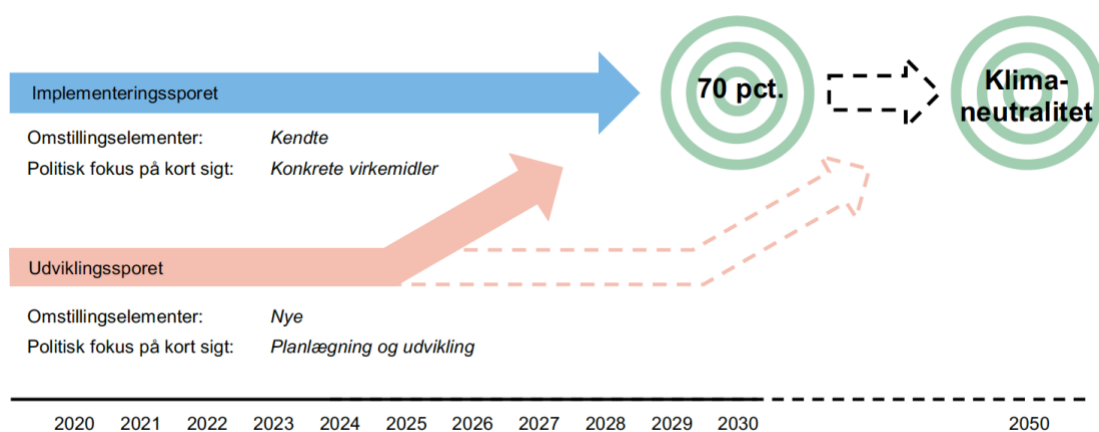 70 pct.
Klima-
neutralitet
Implementeringssporet
Omstillingselementer: Kendte
Politisk fokus på kort sigt: Konkrete virkemidler
Udviklingssporet
Omstillingselementer: Nye
Politisk fokus på kort sigt: Planlægning og udvikling
2020 2021 2022 2023 2024 2025 2026 2027 2028 2029 2030 2050